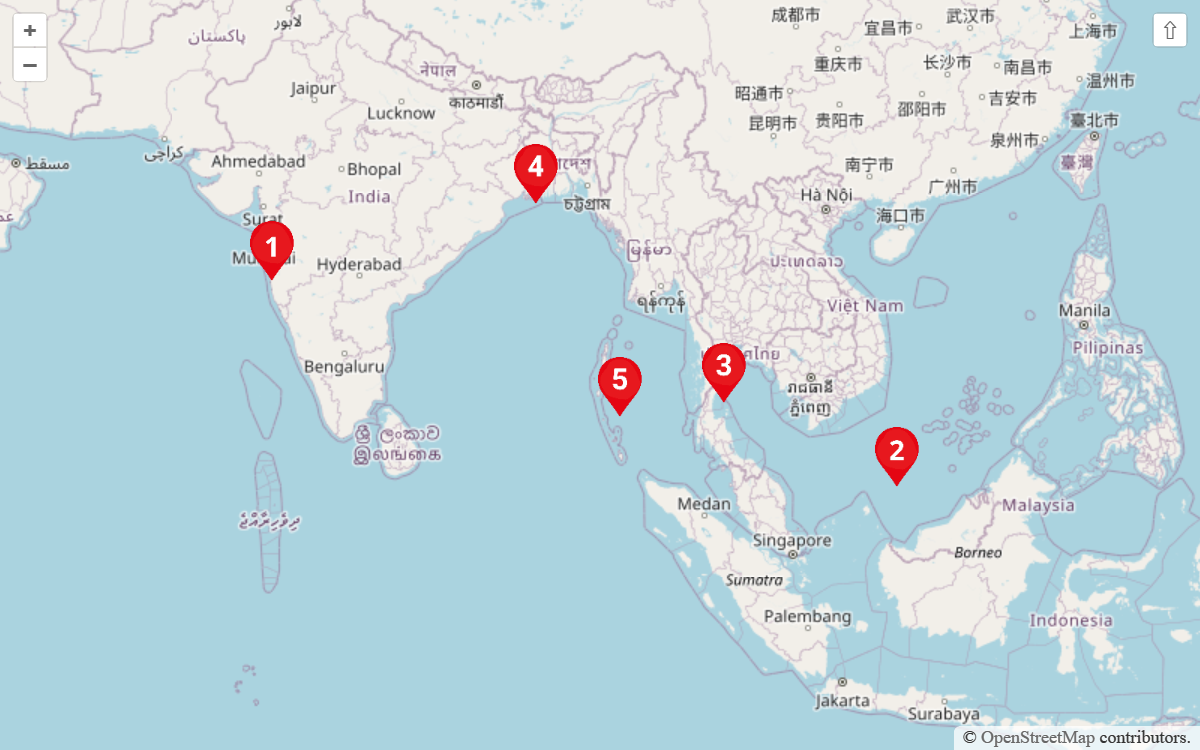 +
−
⇧
پاکستان
لاہور
成都市
宜昌市
武汉市
上海市
重庆市
长沙市
南昌市
नेपाल
काठमाडौं
Jaipur
Lucknow
昭通市
邵阳市
吉安市
温州市
昆明市
贵阳市
泉州市
臺北市
مسقط
کراچی
Ahmedabad
Bhopal
4
India
চট্টগ্রাম
南宁市
广州市
臺灣
Hà Nội
海口市
Surat
1
Hyderabad
မြန်မာ
ရန်ကုန်
ປະເທດລາວ
Việt Nam
Manila
Pilipinas
Bengaluru
5
3
រាជធានី
ភ្នំពេញ
ශ්‍රී ලංකාව
இலங்கை
2
Medan
Malaysia
ދިވެހިރާއްޖެ
Singapore
Borneo
Sumatra
Palembang
Indonesia
Jakarta
Surabaya
© OpenStreetMap contributors.